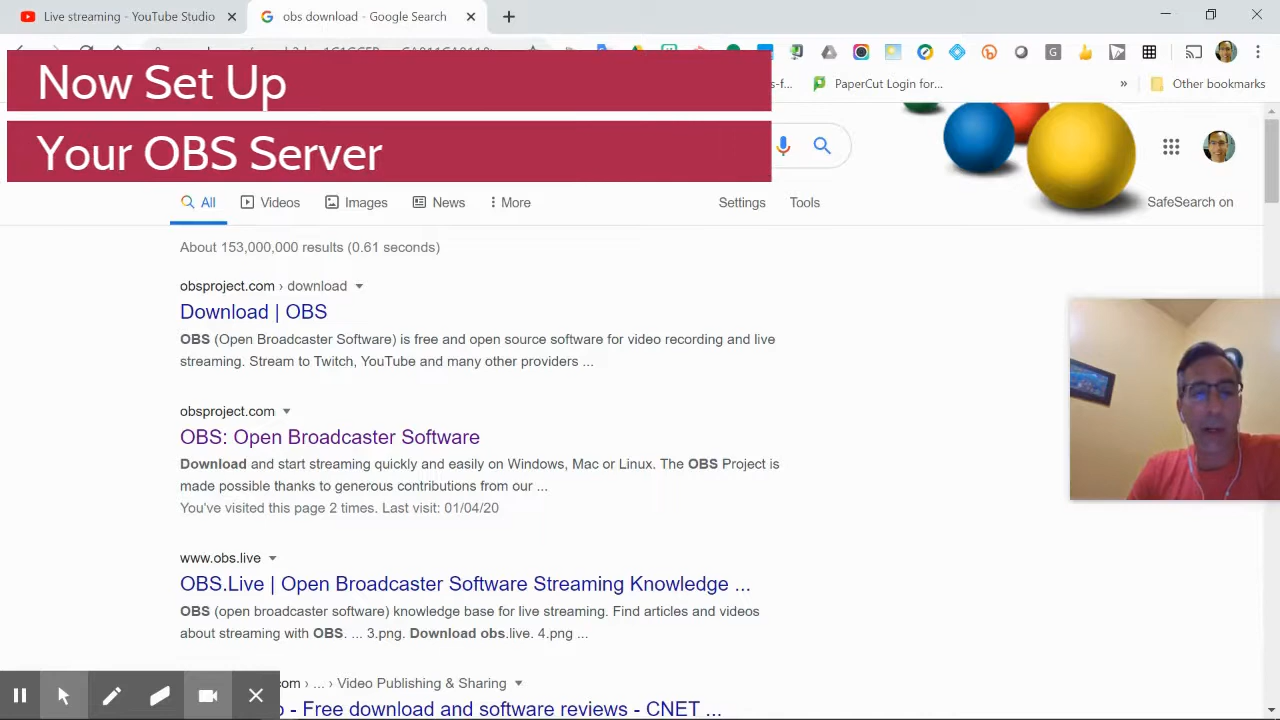 Live streaming - YouTube Studio
obs download - Google Search
Now Set Up
Your OBS Server
PaperCut Login for...
»
Other bookmarks
All
Videos
Images
News
More
Settings
Tools
SafeSearch on
About 153,000,000 results (0.61 seconds)
obsproject.com › download
Download | OBS
OBS (Open Broadcaster Software) is free and open source software for video recording and live
streaming. Stream to Twitch, YouTube and many other providers ...
obsproject.com
OBS: Open Broadcaster Software
Download and start streaming quickly and easily on Windows, Mac or Linux. The OBS Project is
made possible thanks to generous contributions from our ...
You've visited this page 2 times. Last visit: 01/04/20
www.obs.live
OBS.Live | Open Broadcaster Software Streaming Knowledge ...
OBS (open broadcaster software) knowledge base for live streaming. Find articles and videos
about streaming with OBS. ... 3.png. Download obs.live. 4.png ...
com › ... › Video Publishing & Sharing
- Free download and software reviews - CNET ...